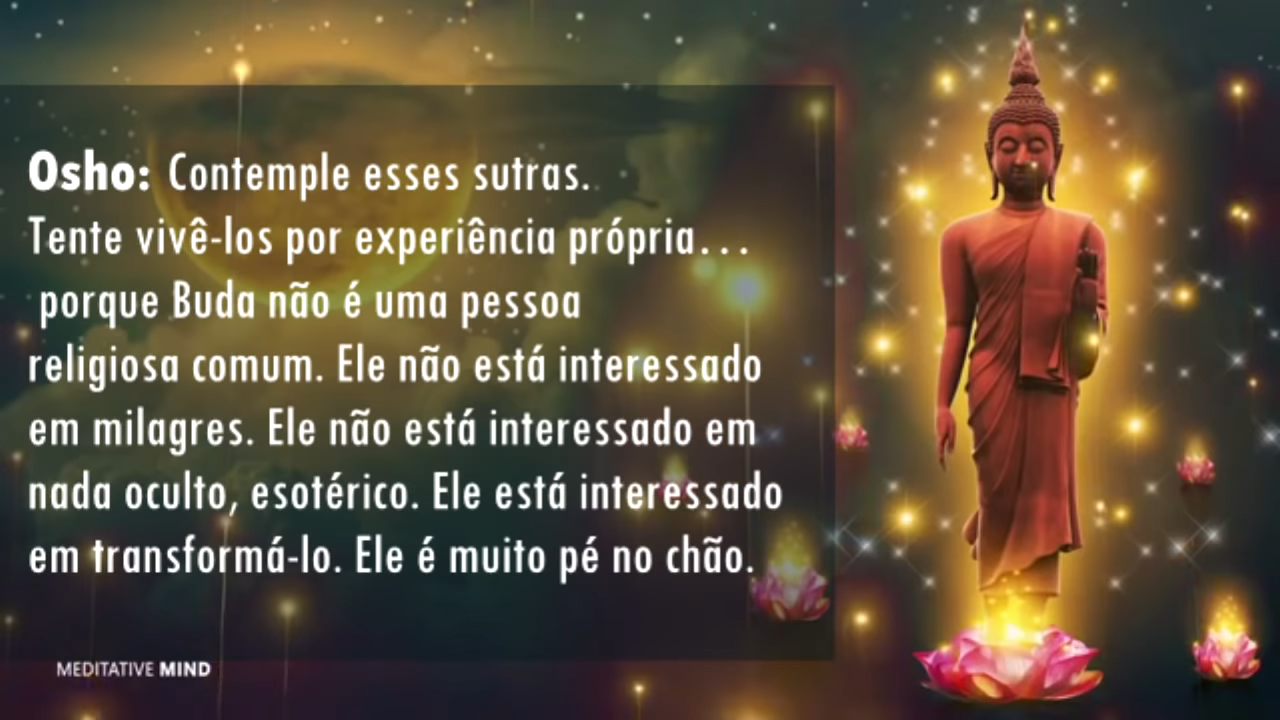 Osho: Contemple esses sutras.
Tente vivê-los por experiência própria...
porque Buda não é uma pessoa
religiosa comum. Ele não está interessado
em milagres. Ele não está interessado em
nada oculto, esotérico. Ele está interessado
em transformá-lo. Ele é muito pé no chão.
MEDITATIVE MIND